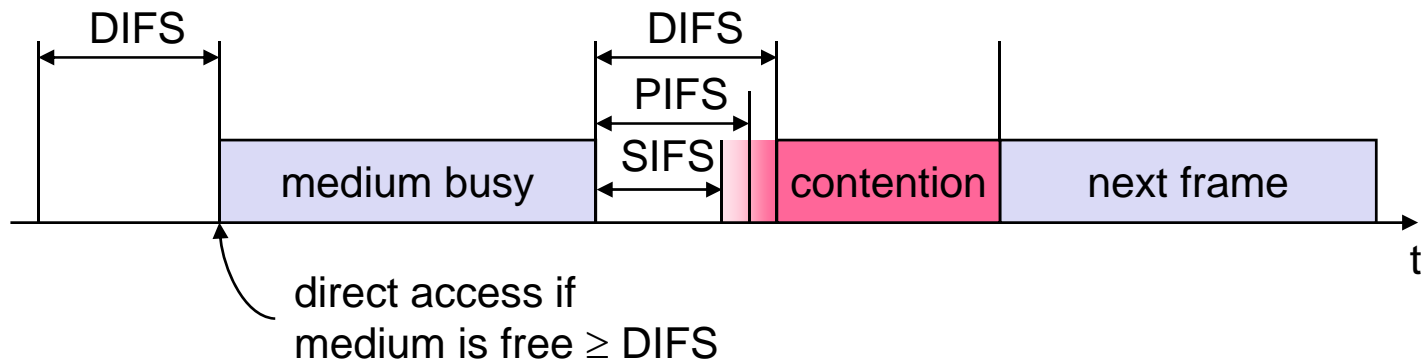 DIFS
DIFS
PIFS
SIFS
medium busy
contention
next frame
t
direct access if
medium is free ≥ DIFS